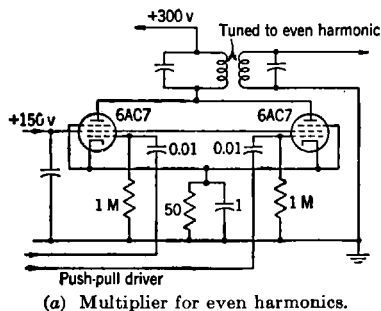 +300 v
Tuned to even harmonic
6AC7
6AC7
+150 v
0.01
0.01
1 M
50
1
1 M
Push-pull driver
(a) Multiplier for even harmonics.